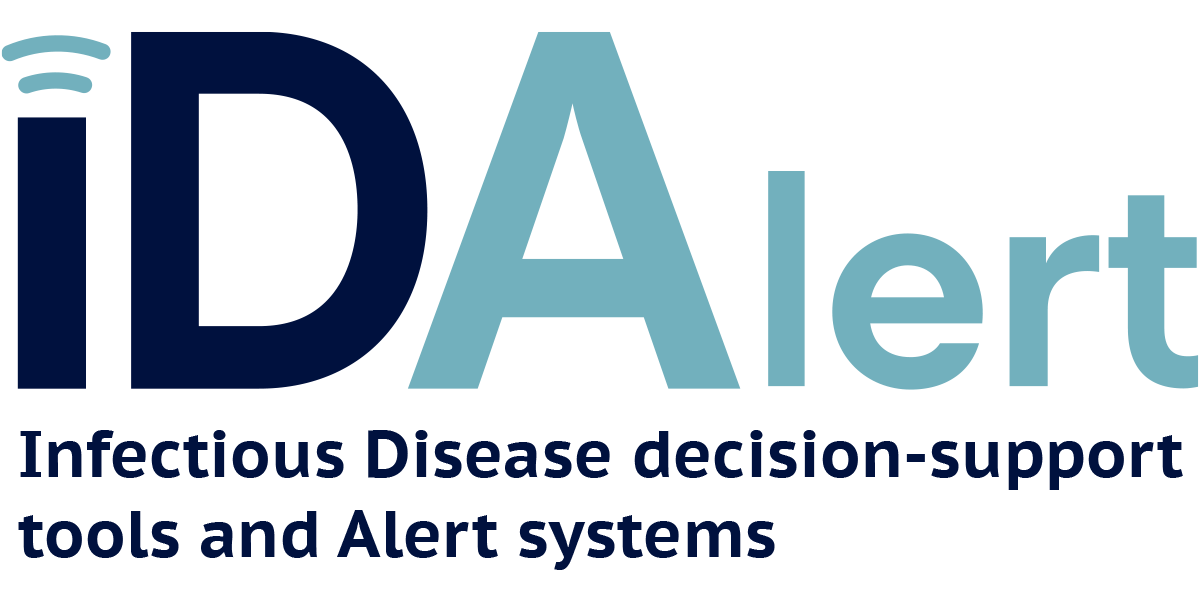 iDAlert
Infectious Disease decision-support
tools and Alert systems